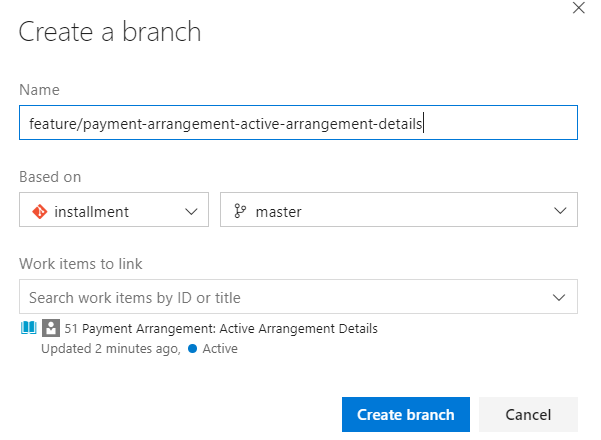 Create a branch
Name
feature/payment-arrangement-active-arrangement-details
Based on
installment
master
Work items to link
Search work items by ID or title
51 Payment Arrangement: Active Arrangement Details
Updated 2 minutes ago, Active
Create branch
Cancel